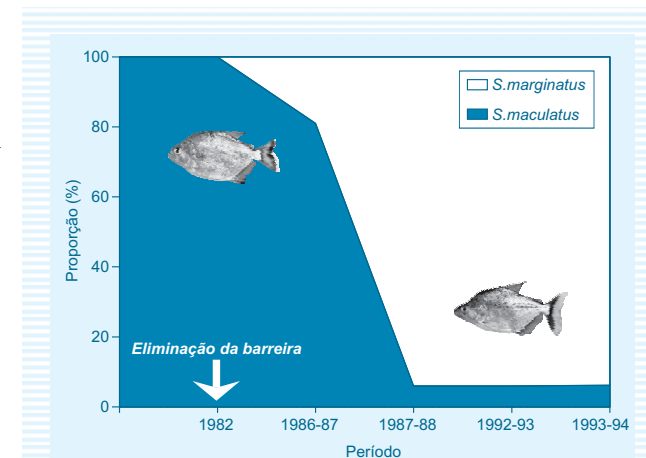 100
80
60
40
20
0
Proporção (%)
S.marginatus
S.maculatus
Eliminação da barreira
1982
1986-87
1987-88
1992-93
1993-94
Período